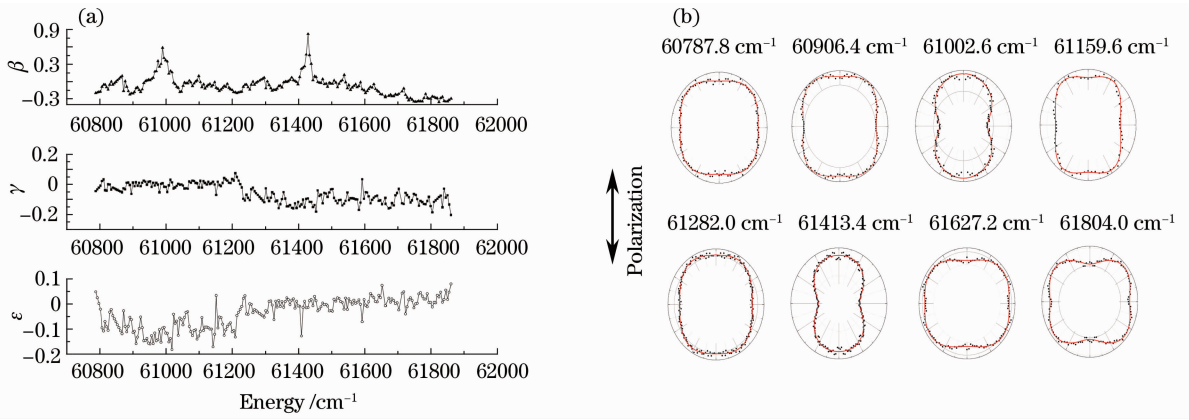 (a)
0.9
0.3
−0.3
β
60800 61000 61200 61400 61600 61800 62000
0.2
0
−0.2
γ
60800 61000 61200 61400 61600 61800 62000
0.1
0
−0.1
−0.2
ε
60800 61000 61200 61400 61600 61800 62000
Energy /cm⁻¹
(b)
60787.8 cm⁻¹ 60906.4 cm⁻¹ 61002.6 cm⁻¹ 61159.6 cm⁻¹
Polarization
61282.0 cm⁻¹ 61413.4 cm⁻¹ 61627.2 cm⁻¹ 61804.0 cm⁻¹